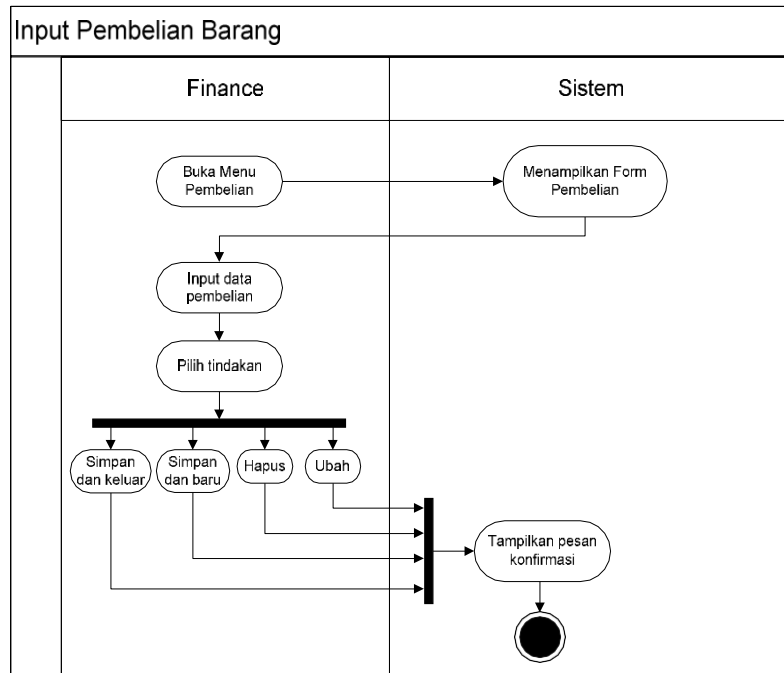 Input Pembelian Barang
Finance
Sistem
Buka Menu
Pembelian
Menampilkan Form
Pembelian
Input data
pembelian
Pilih tindakan
Simpan
dan keluar
Simpan
dan baru
Hapus
Ubah
Tampilkan pesan
konfirmasi